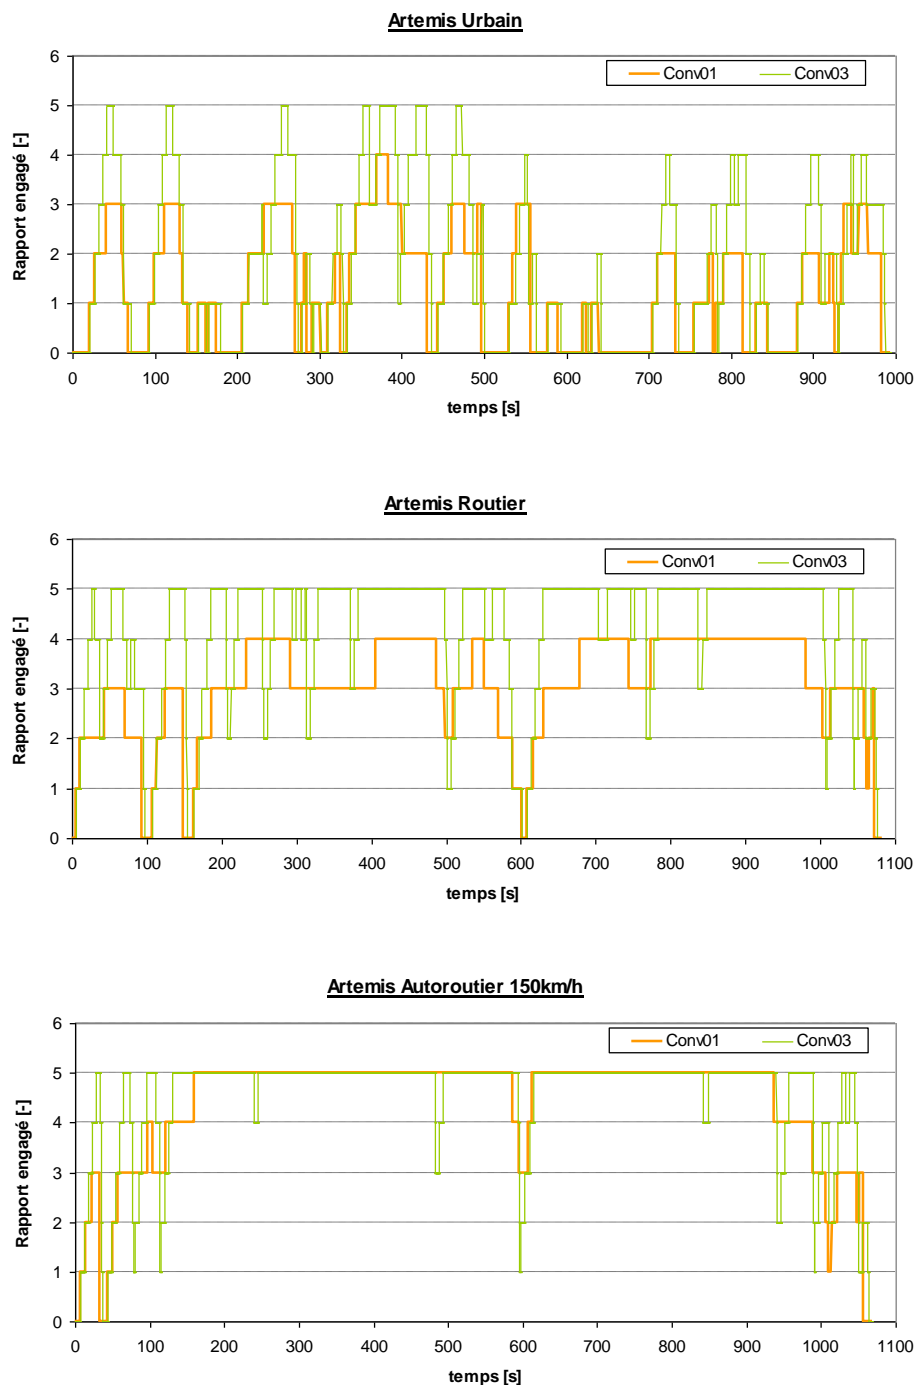 Artemis Urbain
6
5
4
3
2
1
0
Rapport engagé [-]
Conv01 Conv03
0 100 200 300 400 500 600 700 800 900 1000
temps [s]
Artemis Routier
6
5
4
3
2
1
0
Rapport engagé [-]
Conv01 Conv03
0 100 200 300 400 500 600 700 800 900 1000 1100
temps [s]
Artemis Autoroutier 150km/h
6
5
4
3
2
1
0
Rapport engagé [-]
Conv01 Conv03
0 100 200 300 400 500 600 700 800 900 1000 1100
temps [s]